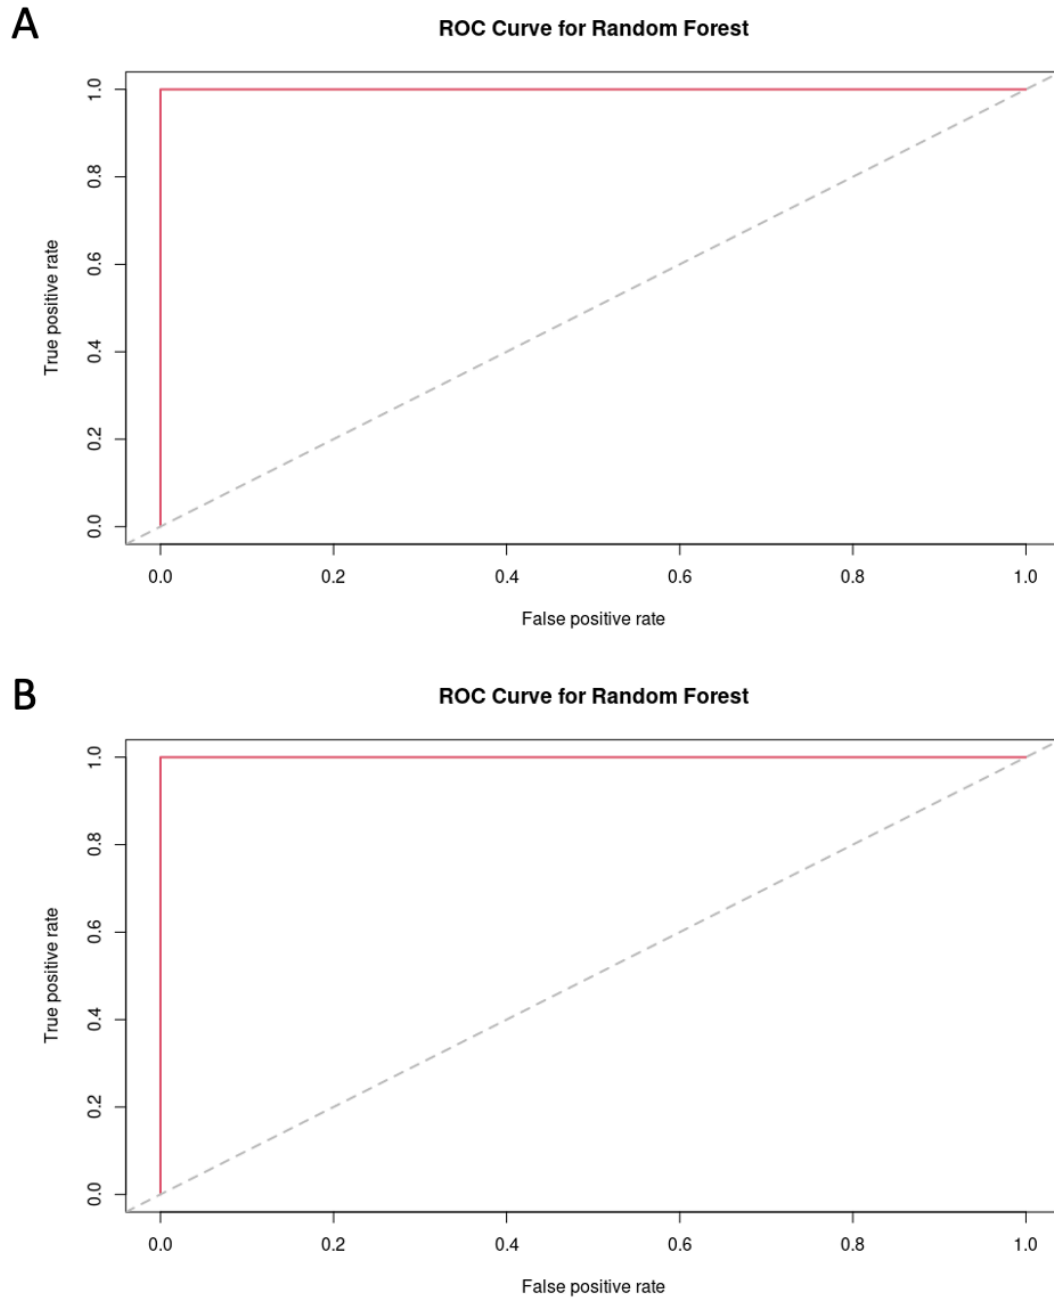 A
ROC Curve for Random Forest
1.0
0.8
0.6
0.4
0.2
0.0
True positive rate
0.0 0.2 0.4 0.6 0.8 1.0
False positive rate
B
ROC Curve for Random Forest
1.0
0.8
0.6
0.4
0.2
0.0
True positive rate
0.0 0.2 0.4 0.6 0.8 1.0
False positive rate